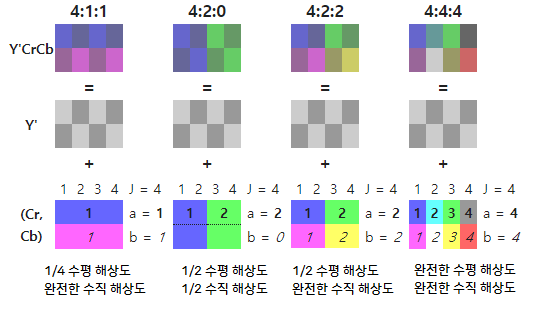 4:1:1 4:2:0 4:2:2 4:4:4
Y'CrCb
= = = =
Y'
+ + + +
1 2 3 4 J = 4 1 2 3 4 J = 4 1 2 3 4 J = 4 1 2 3 4 J = 4
(Cr, 1 a = 1 1 2 a = 2 1 2 a = 2 1 2 3 4 a = 4
Cb) 1 b = 1 b = 0 1 2 b = 2 1 2 3 4 b = 4
1/4 수평 해상도 1/2 수평 해상도 1/2 수평 해상도 완전한 수평 해상도
완전한 수직 해상도 1/2 수직 해상도 완전한 수직 해상도 완전한 수직 해상도